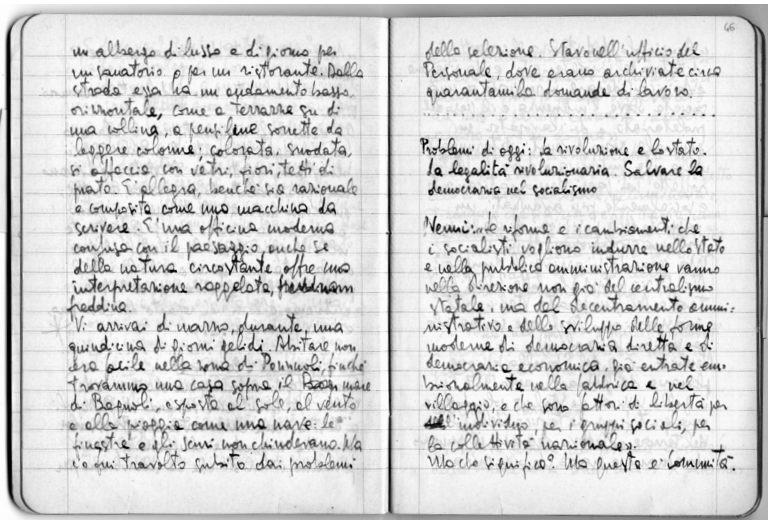 un albergo di lusso e di giorno per
un sanatorio o per un ristorante. Dalla
strada essa ha un andamento basso,
orizzontale, come a terrazza su di
una collina, a pensiline sorrette da
leggere colonne: colorata, snodata,
si affaccia con vetri, fiori, tetti di
prato. E' allegra, benché sia razionale
e composita come una macchina da
scrivere. E' una officina moderna
confusa con il paesaggio, anche se
della natura circostante offre una
interpretazione raggelata,
freddina.
Vi arrivai di marzo, durante una
quindicina di giorni gelidi. Abitare non
era facile nella zona di Pozzuoli, finché
trovammo una casa sopra il mare
di Bagnoli, esposta al sole, al vento
e alla pioggia come una nave: le
finestre e gli scuri non chiudevano. Ma
io fui travolto subito dai problemi
66
della selezione. Stavo nell'ufficio del
Personale, dove erano archiviate circa
quarantamila domande di lavoro.
Problemi di oggi: la rivoluzione e lo stato.
La legalità rivoluzionaria. Salvare la
democrazia nel socialismo
Nenni: le riforme e i cambiamenti che
i socialisti vogliono indurre nello stato
e nella pubblica amministrazione vanno
nella direzione non già del centralismo
statale, ma del decentramento ammi-
nistrativo e dello sviluppo delle forme
moderne di democrazia diretta e di
democrazia economica, già entrate em-
brionalmente nella fabbrica e nel
villaggio, e che sono fattori di libertà per
l'individuo, per i gruppi sociali, per
la collettività nazionale».
Ma che significa? Ma questa e' Comunità.